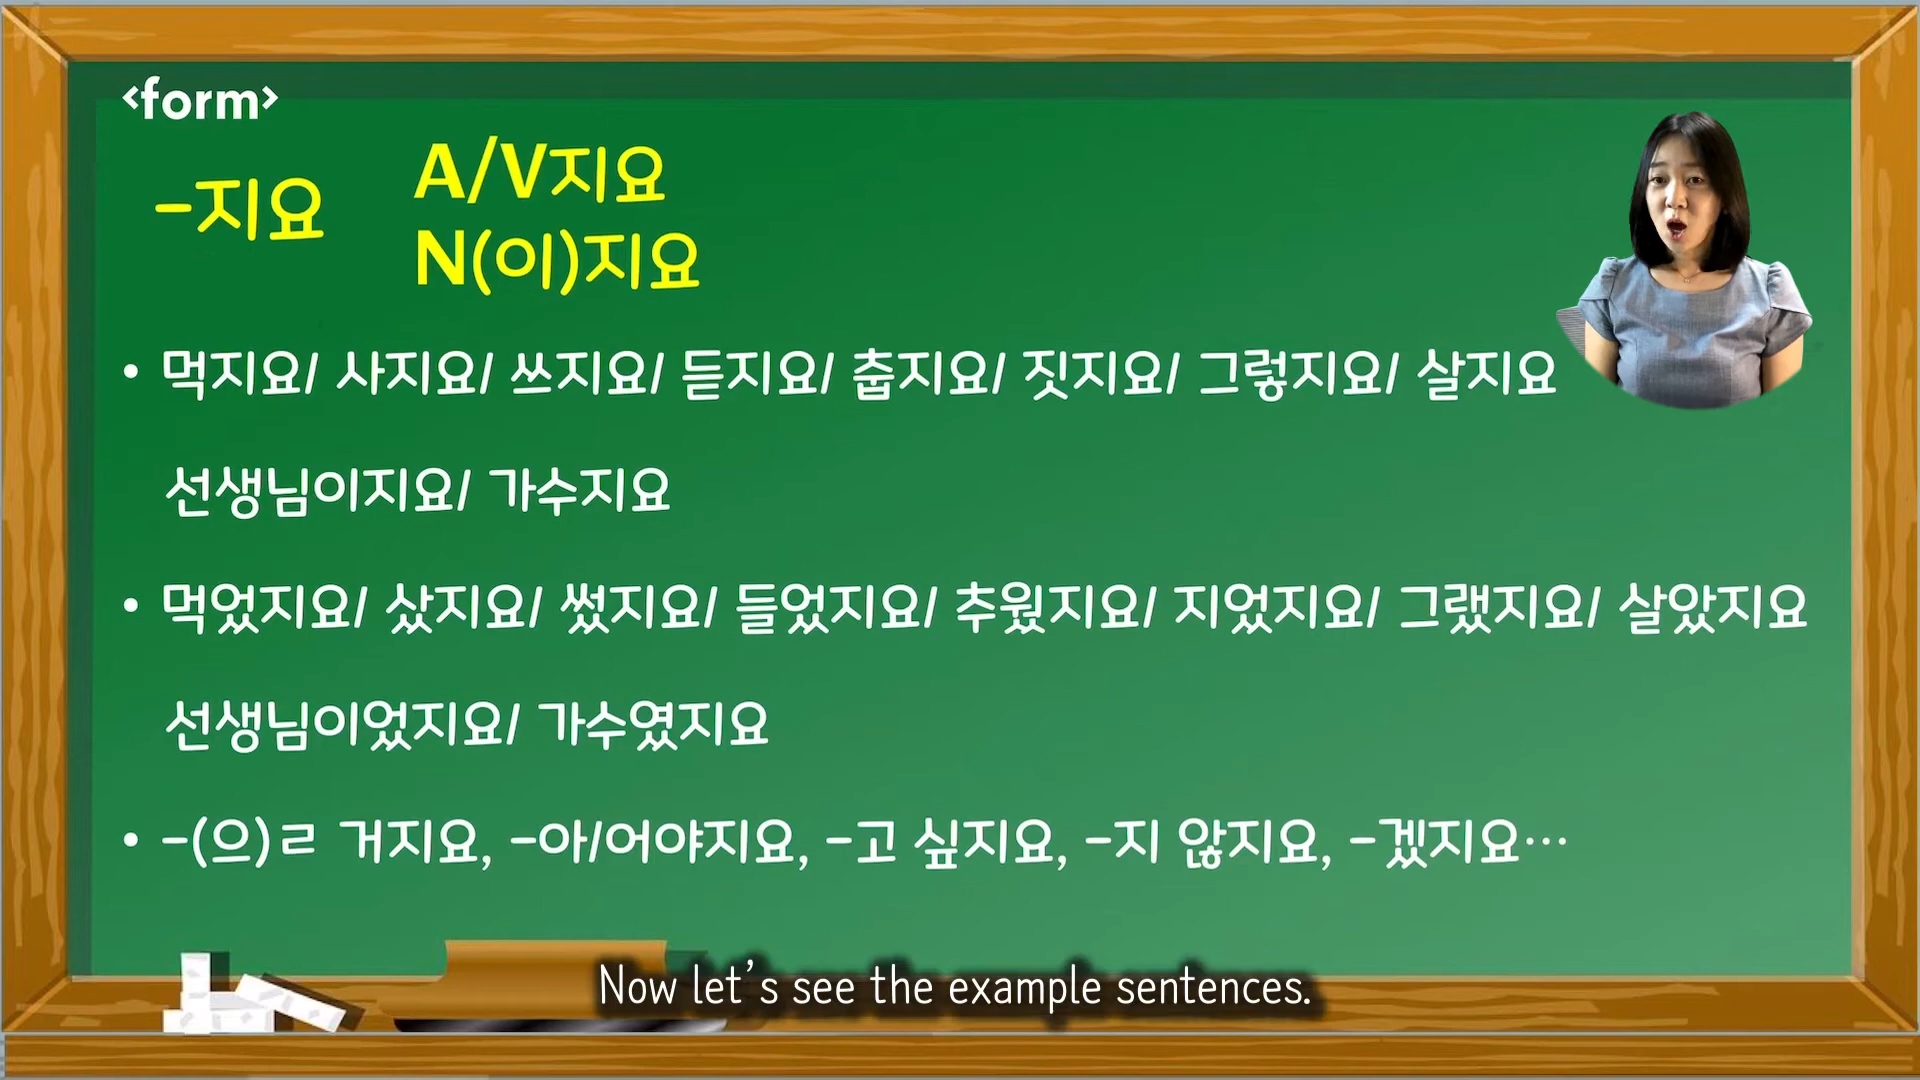 <form>
-지요
A/V지요
N(이)지요
• 먹지요/ 사지요/ 쓰지요/ 듣지요/ 춥지요/ 짓지요/ 그렇지요/ 살지요
선생님이지요/ 가수지요
• 먹었지요/ 샀지요/ 썼지요/ 들었지요/ 추웠지요/ 지었지요/ 그랬지요/ 살았지요
선생님이었지요/ 가수였지요
• -(으)ㄹ 거지요, -아/어야지요, -고 싶지요, -지 않지요, -겠지요…
Now let's see the example sentences.